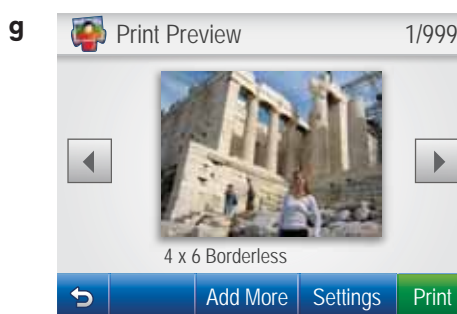 g
Print Preview 1/999
4 x 6 Borderless
Add More Settings Print